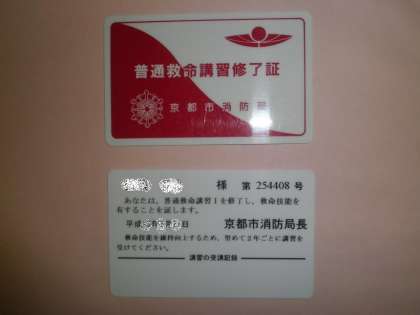 普通救命講習修了証
京都市消防局
様 第 254408 号
あなたは、普通救命講習Ⅰを修了し、救命技能を
有することを証します。
平成 日
京都市消防局長
救命技能を維持向上するため、努めて2年ごとに講習を
受けてください。
講習の受講記録